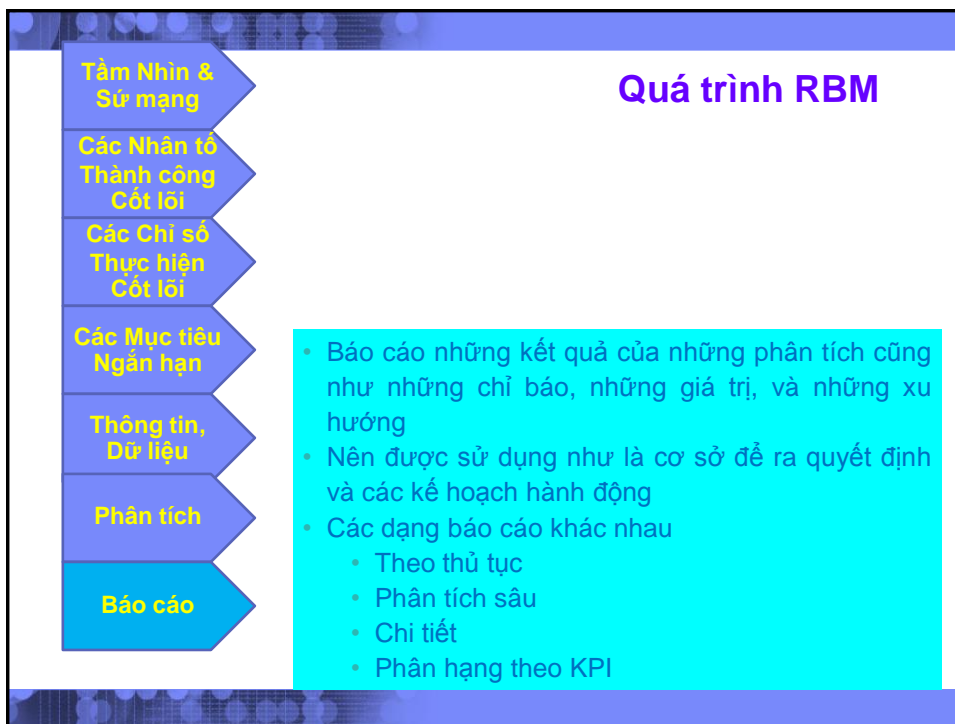 Quá trình RBM
Tầm Nhìn &
Sứ mạng
Các Nhân tố
Thành công
Cốt lõi
Các Chỉ số
Thực hiện
Cốt lõi
Các Mục tiêu
Ngắn hạn
Thông tin,
Dữ liệu
Phân tích
Báo cáo
• Báo cáo những kết quả của những phân tích cũng
như những chỉ báo, những giá trị, và những xu
hướng
• Nên được sử dụng như là cơ sở để ra quyết định
và các kế hoạch hành động
• Các dạng báo cáo khác nhau
• Theo thủ tục
• Phân tích sâu
• Chi tiết
• Phân hạng theo KPI